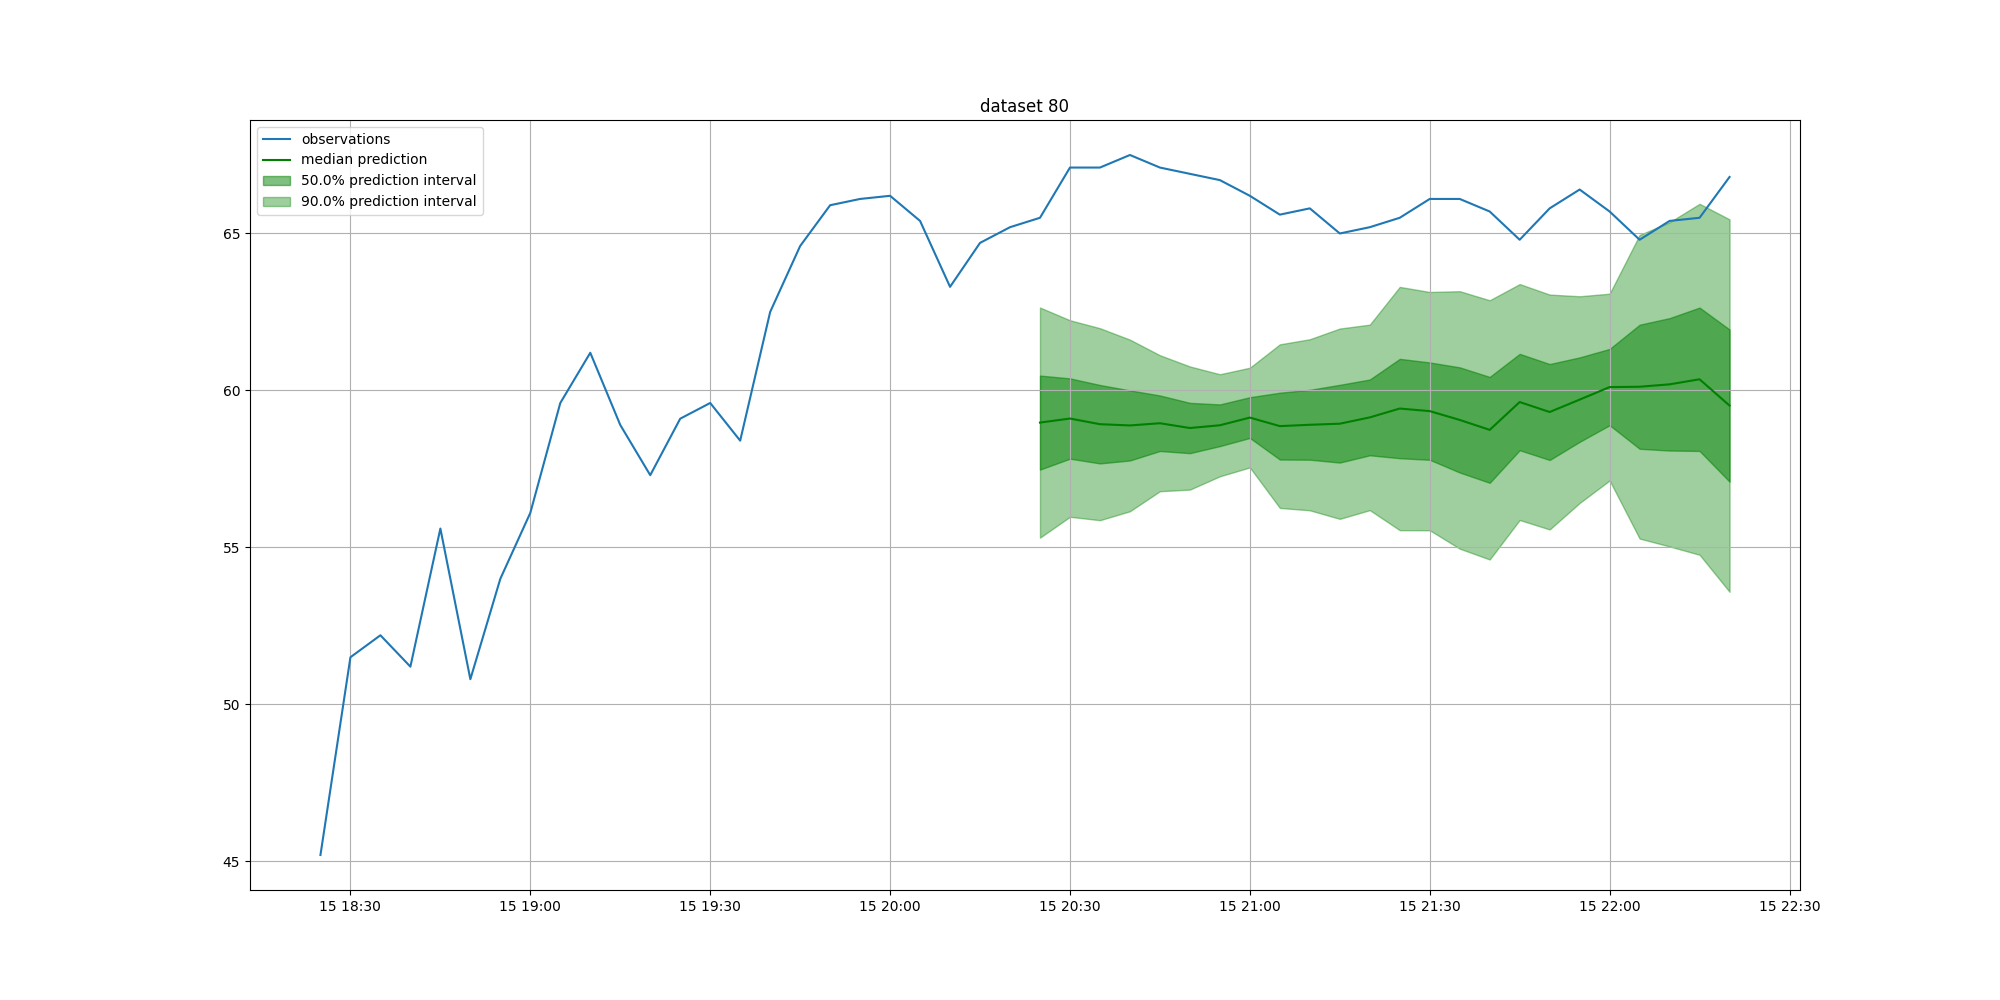 dataset 80
observations
median prediction
50.0% prediction interval
90.0% prediction interval
65
60
55
50
45
15 18:30
15 19:00
15 19:30
15 20:00
15 20:30
15 21:00
15 21:30
15 22:00
15 22:30